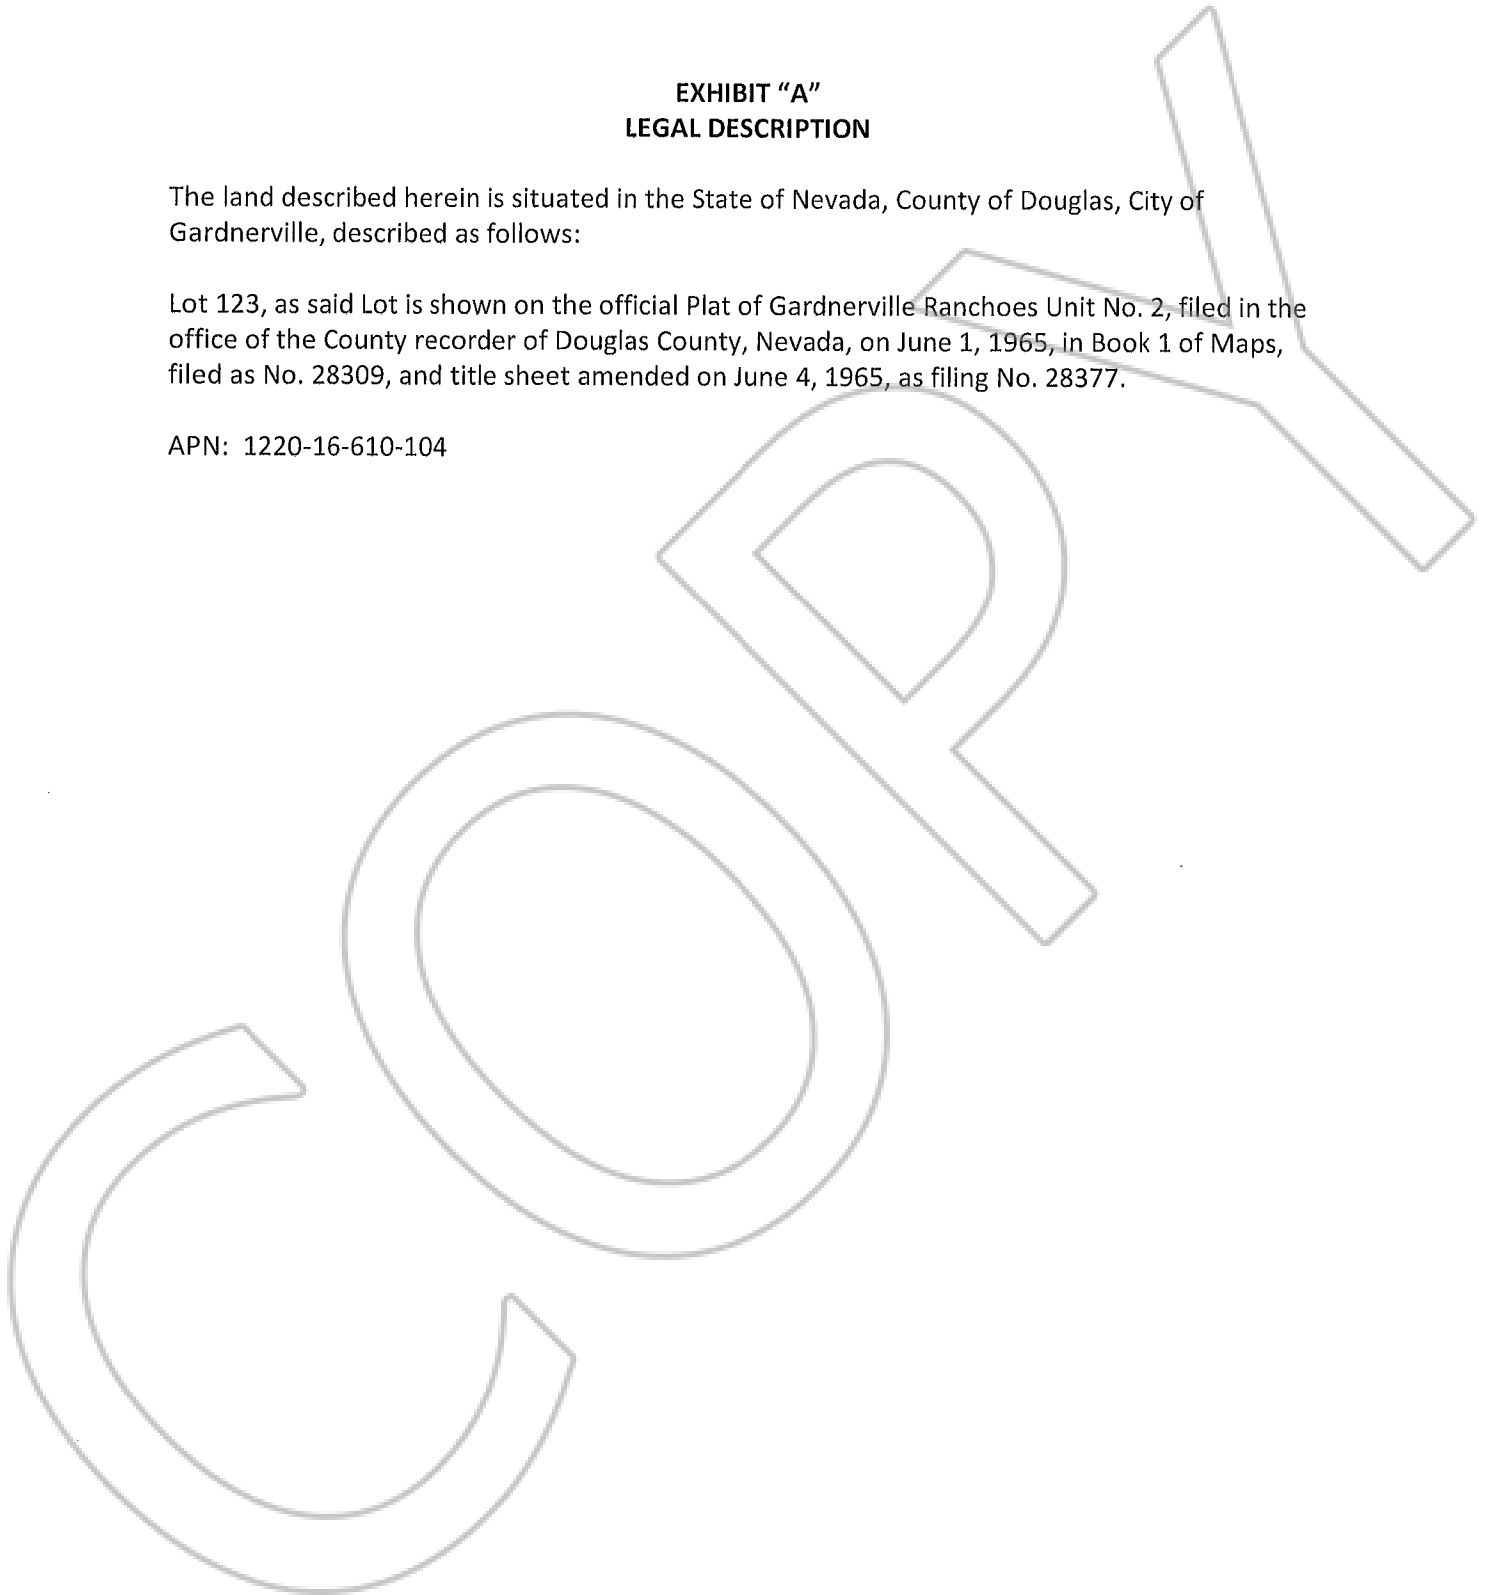 EXHIBIT “A”
LEGAL DESCRIPTION
The land described herein is situated in the State of Nevada, County of Douglas, City of
Gardnerville, described as follows:
Lot 123, as said Lot is shown on the official Plat of Gardnerville Ranchoes Unit No. 2, filed in the
office of the County recorder of Douglas County, Nevada, on June 1, 1965, in Book 1 of Maps,
filed as No. 28309, and title sheet amended on June 4, 1965, as filing No. 28377.
APN:  1220-16-610-104
COPY